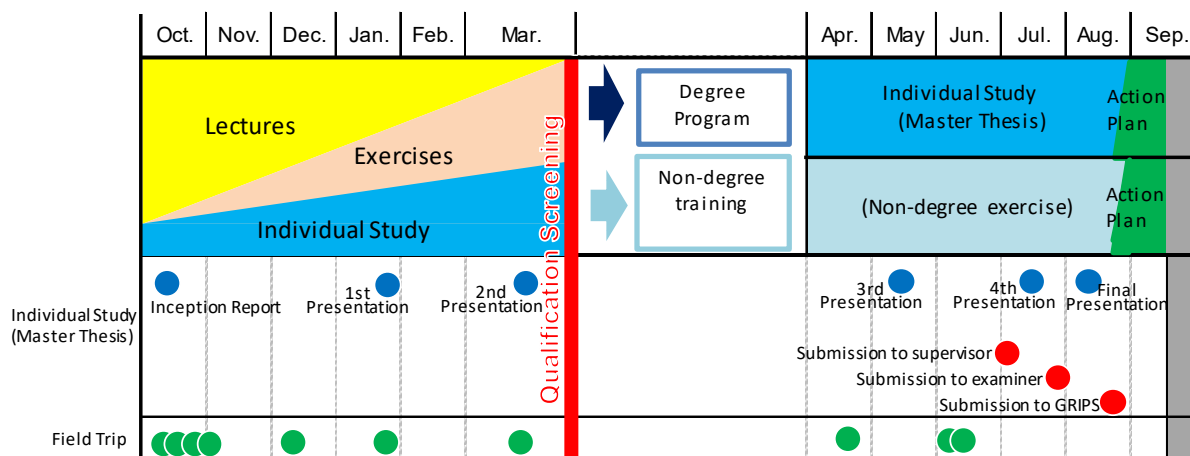 Oct. Nov. Dec. Jan. Feb. Mar. Apr. May Jun. Jul. Aug. Sep.
Lectures
Exercises
Individual Study
Qualification Screening
Degree
Program
Non-degree
training
Individual Study
(Master Thesis)
Action
Plan
(Non-degree exercise)
Action
Plan
Individual Study
(Master Thesis)
Inception Report
1st
Presentation
2nd
Presentation
3rd
Presentation
4th
Presentation
Final
Presentation
Submission to supervisor
Submission to examiner
Submission to GRIPS
Field Trip